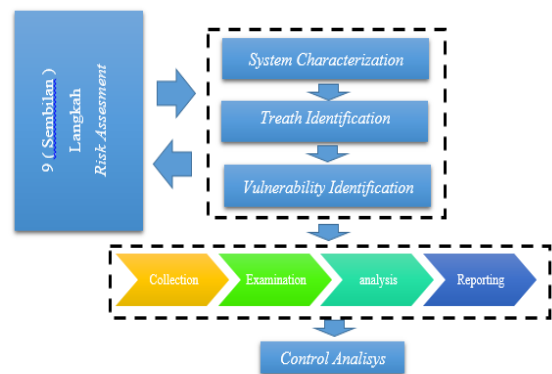 9 ( Sembilan )
Langkah
Risk Assesment
System Characterization
Treath Identification
Vulnerability Identification
Collection
Examination
analysis
Reporting
Control Analisys